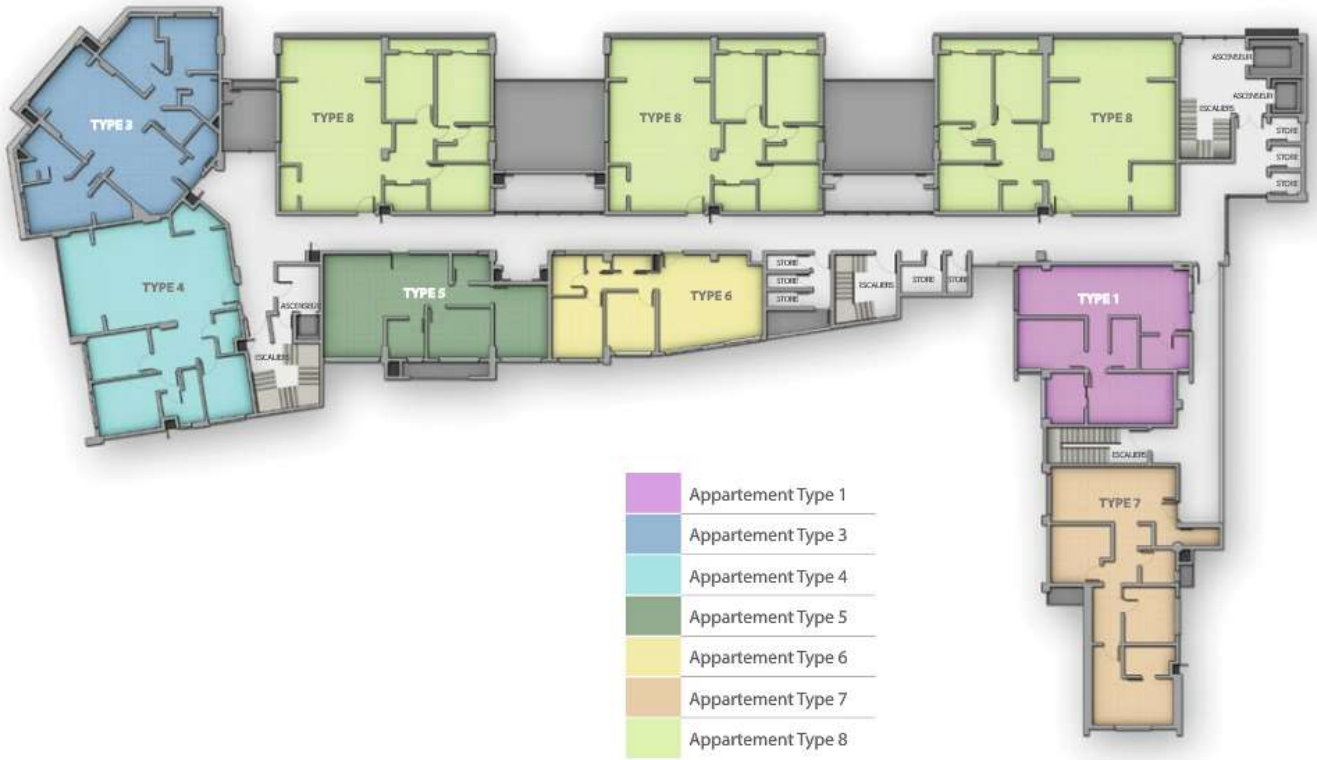 ASCENSEUR
ASCENSEUR
ESCALIERS
STORE
STORE
STORE
TYPE 3
TYPE 8
TYPE 8
TYPE 8
TYPE 4
ASCENSEUR
ESCALIERS
TYPE 5
TYPE 6
STORE
STORE
STORE
ESCALIERS
STORE
STORE
TYPE 1
ESCALIERS
TYPE 7
Appartement Type 1
Appartement Type 3
Appartement Type 4
Appartement Type 5
Appartement Type 6
Appartement Type 7
Appartement Type 8